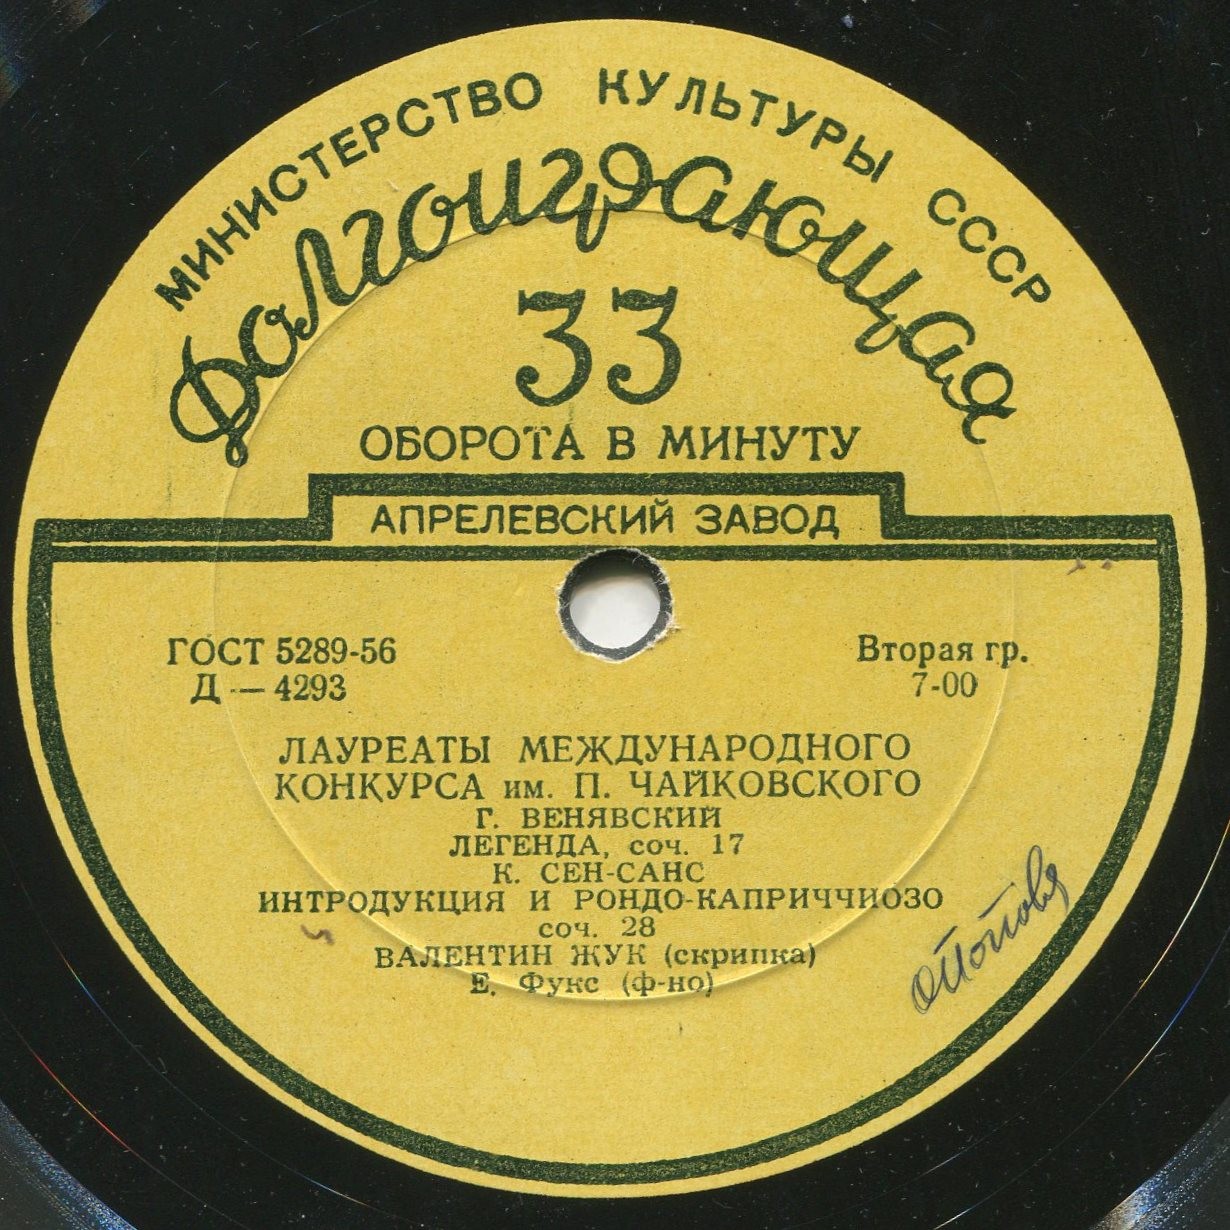 МИНИСТЕРСТВО КУЛЬТУРЫ СССР
Долгоиграющая
33
ОБОРОТА В МИНУТУ
АПРЕЛЕВСКИЙ ЗАВОД
ГОСТ 5289-56
Д — 4293
Вторая гр.
7-00
ЛАУРЕАТЫ МЕЖДУНАРОДНОГО
КОНКУРСА им. П. ЧАЙКОВСКОГО
Г. ВЕНЯВСКИЙ
ЛЕГЕНДА, соч. 17
К. СЕН-САНС
ИНТРОДУКЦИЯ И РОНДО-КАПРИЧЧИОЗО
соч. 28
ВАЛЕНТИН ЖУК (скрипка)
Е. Фукс (ф-но)